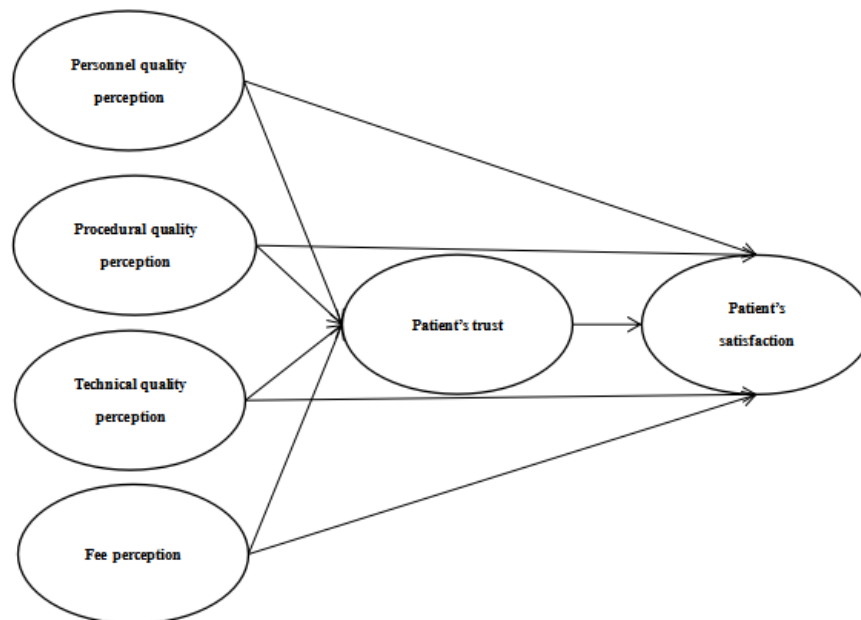 Personnel quality
perception
Procedural quality
perception
Technical quality
perception
Fee perception
Patient’s trust
Patient’s
satisfaction